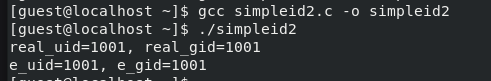 [guest@localhost ~]$ gcc simpleid2.c -o simpleid2
[guest@localhost ~]$ ./simpleid2
real_uid=1001, real_gid=1001
e_uid=1001, e_gid=1001